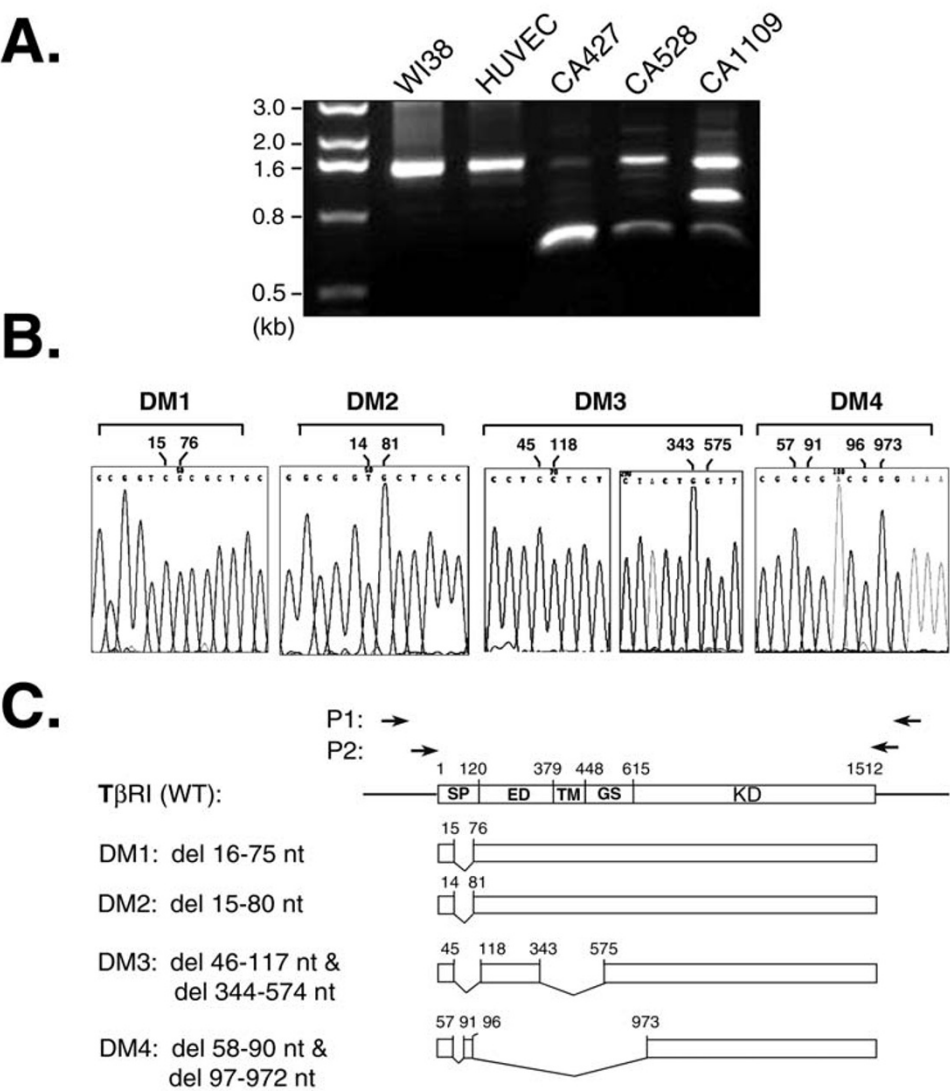 A.
WI38 HUVEC CA427 CA528 CA1109
3.0
2.0
1.6
0.8
0.5
(kb)
B.
DM1 DM2 DM3 DM4
15 76 14 81 45 118 343 575 57 91 96 973
G C G G T C G C G C T G C
G G C G G T G C T C C C
C C T C C T C T
C T A C T G G T T
C G G C G A C G G G A A A
C.
P1:
P2:
1 120 379 448 615 1512
TβRI (WT): SP ED TM GS KD
15 76
DM1: del 16-75 nt
14 81
DM2: del 15-80 nt
45 118 343 575
DM3: del 46-117 nt &
del 344-574 nt
57 91 96 973
DM4: del 58-90 nt &
del 97-972 nt